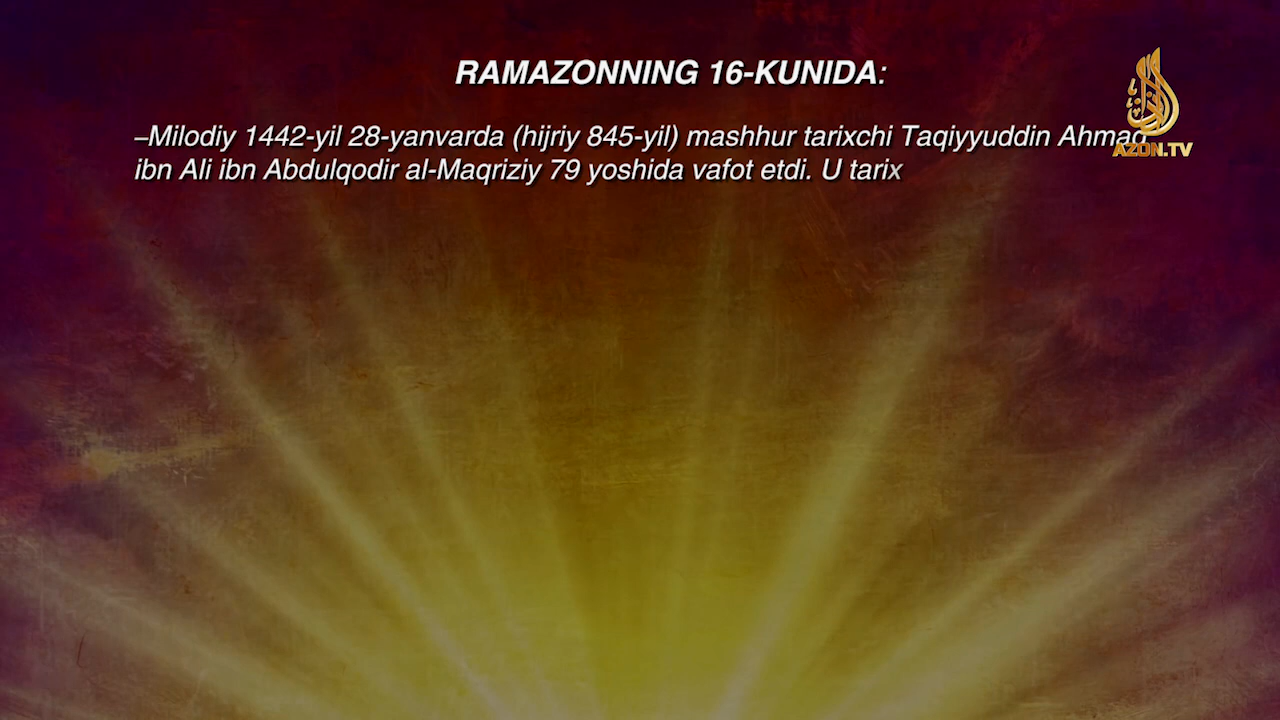 RAMAZONNING 16-KUNIDA:
–Milodiy 1442-yil 28-yanvarda (hijriy 845-yil) mashhur tarixchi Taqiyyuddin Ahmad
ibn Ali ibn Abdulqodir al-Maqriziy 79 yoshida vafot etdi. U tarix
AZON.TV